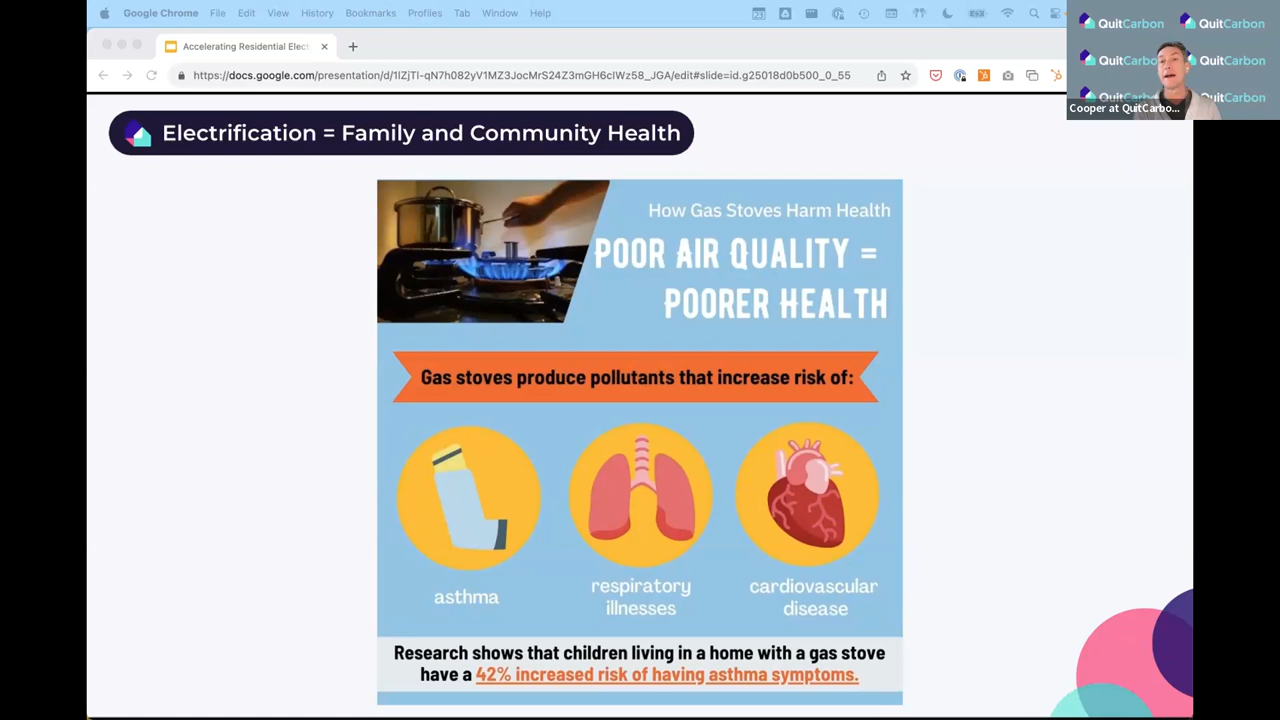 Google Chrome File Edit View History Bookmarks Profiles Tab Window Help
23
Accelerating Residential Elect
https://docs.google.com/presentation/d/1IZjTl-qN7h082yV1MZ3JocMrS24Z3mGH6cIWz58_JGA/edit#slide=id.g25018d0b500_0_55
QuitCarbon QuitCarbon
QuitCarbon
Carbon
Cooper at QuitCarbo...
Electrification = Family and Community Health
How Gas Stoves Harm Health
POOR AIR QUALITY =
POORER HEALTH
Gas stoves produce pollutants that increase risk of:
asthma
respiratory
illnesses
cardiovascular
disease
Research shows that children living in a home with a gas stove
have a 42% increased risk of having asthma symptoms.